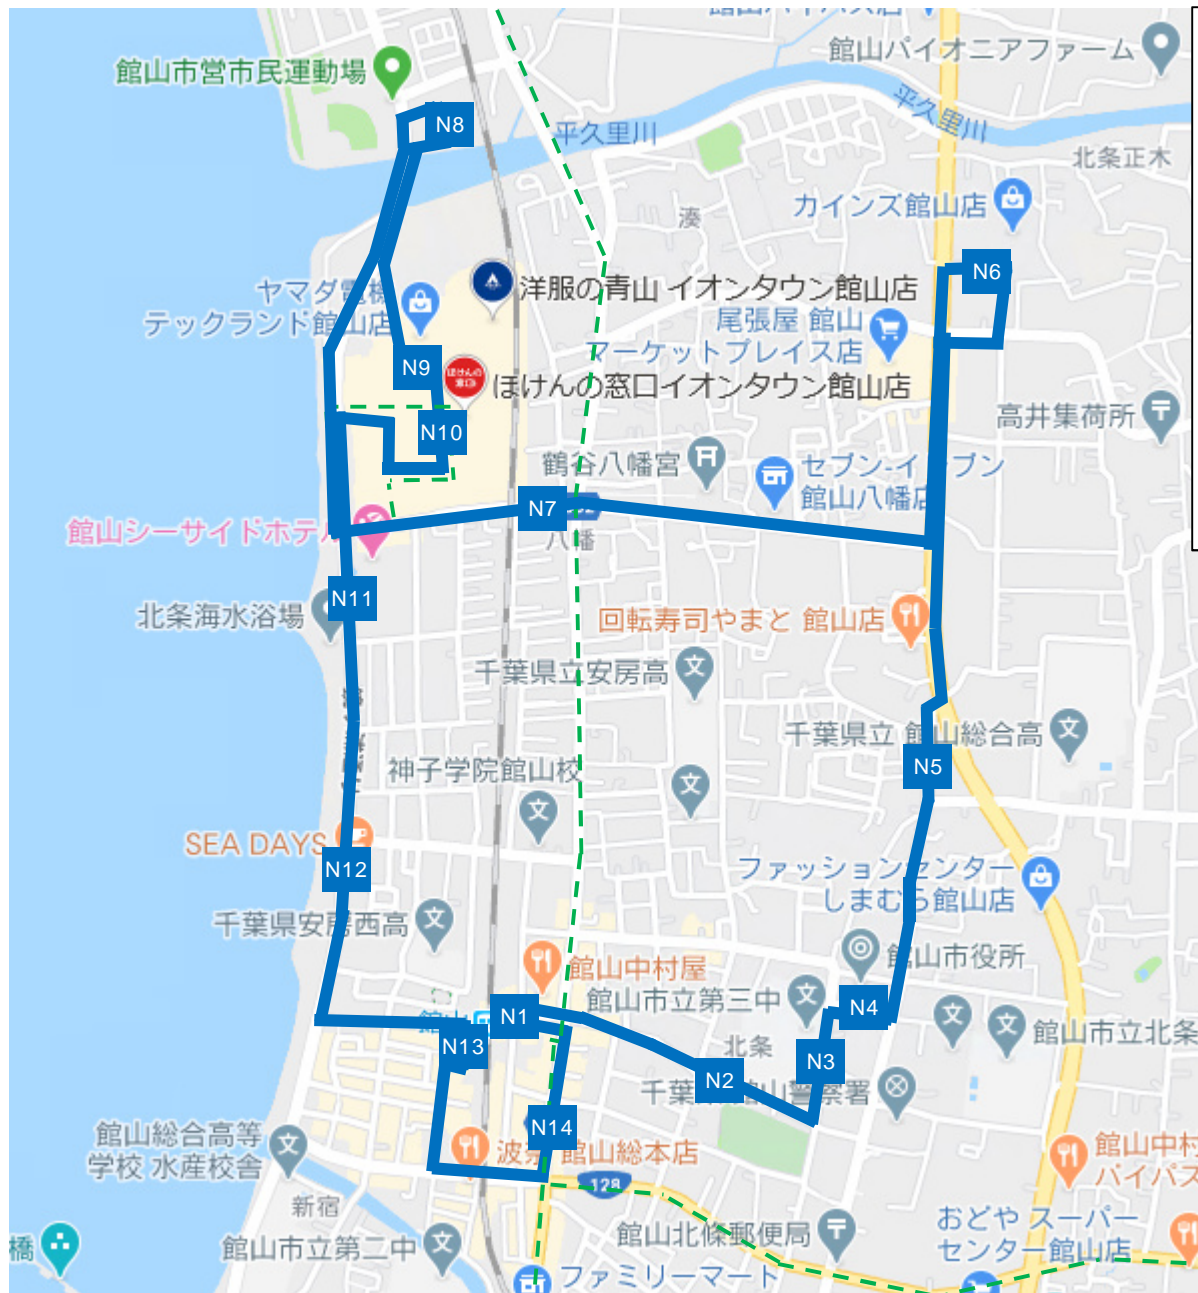 館山パイオニアファーム
館山市営市民運動場
N8
平久里川
平久里川
北条正木
カインズ館山店
湊
N6
洋服の青山 イオンタウン館山店
ヤマダ電機
テックランド館山店
尾張屋 館山
マーケットプレイス店
N9
ほけんの
窓口
ほけんの窓口イオンタウン館山店
高井集荷所
N10
鶴谷八幡宮
セブン-イレブン
館山八幡店
N7
館山シーサイドホテル
八幡
N11
北条海水浴場
回転寿司やまと 館山店
千葉県立安房高
千葉県立 館山総合高
N5
神子学院館山校
SEA DAYS
N12
ファッションセンター
しまむら館山店
千葉県安房西高
館山市役所
館山中村屋
館山市立第三中
N4
N1
館山
館山市立北条
N13
北条
N3
N2
千葉県館山警察署
N14
館山総合高等
学校 水産校舎
館山総本店
館山中村
バイパス
128
新宿
館山市立第二中
館山北條郵便局
おどや スーパー
センター館山店
橋
ファミリーマート